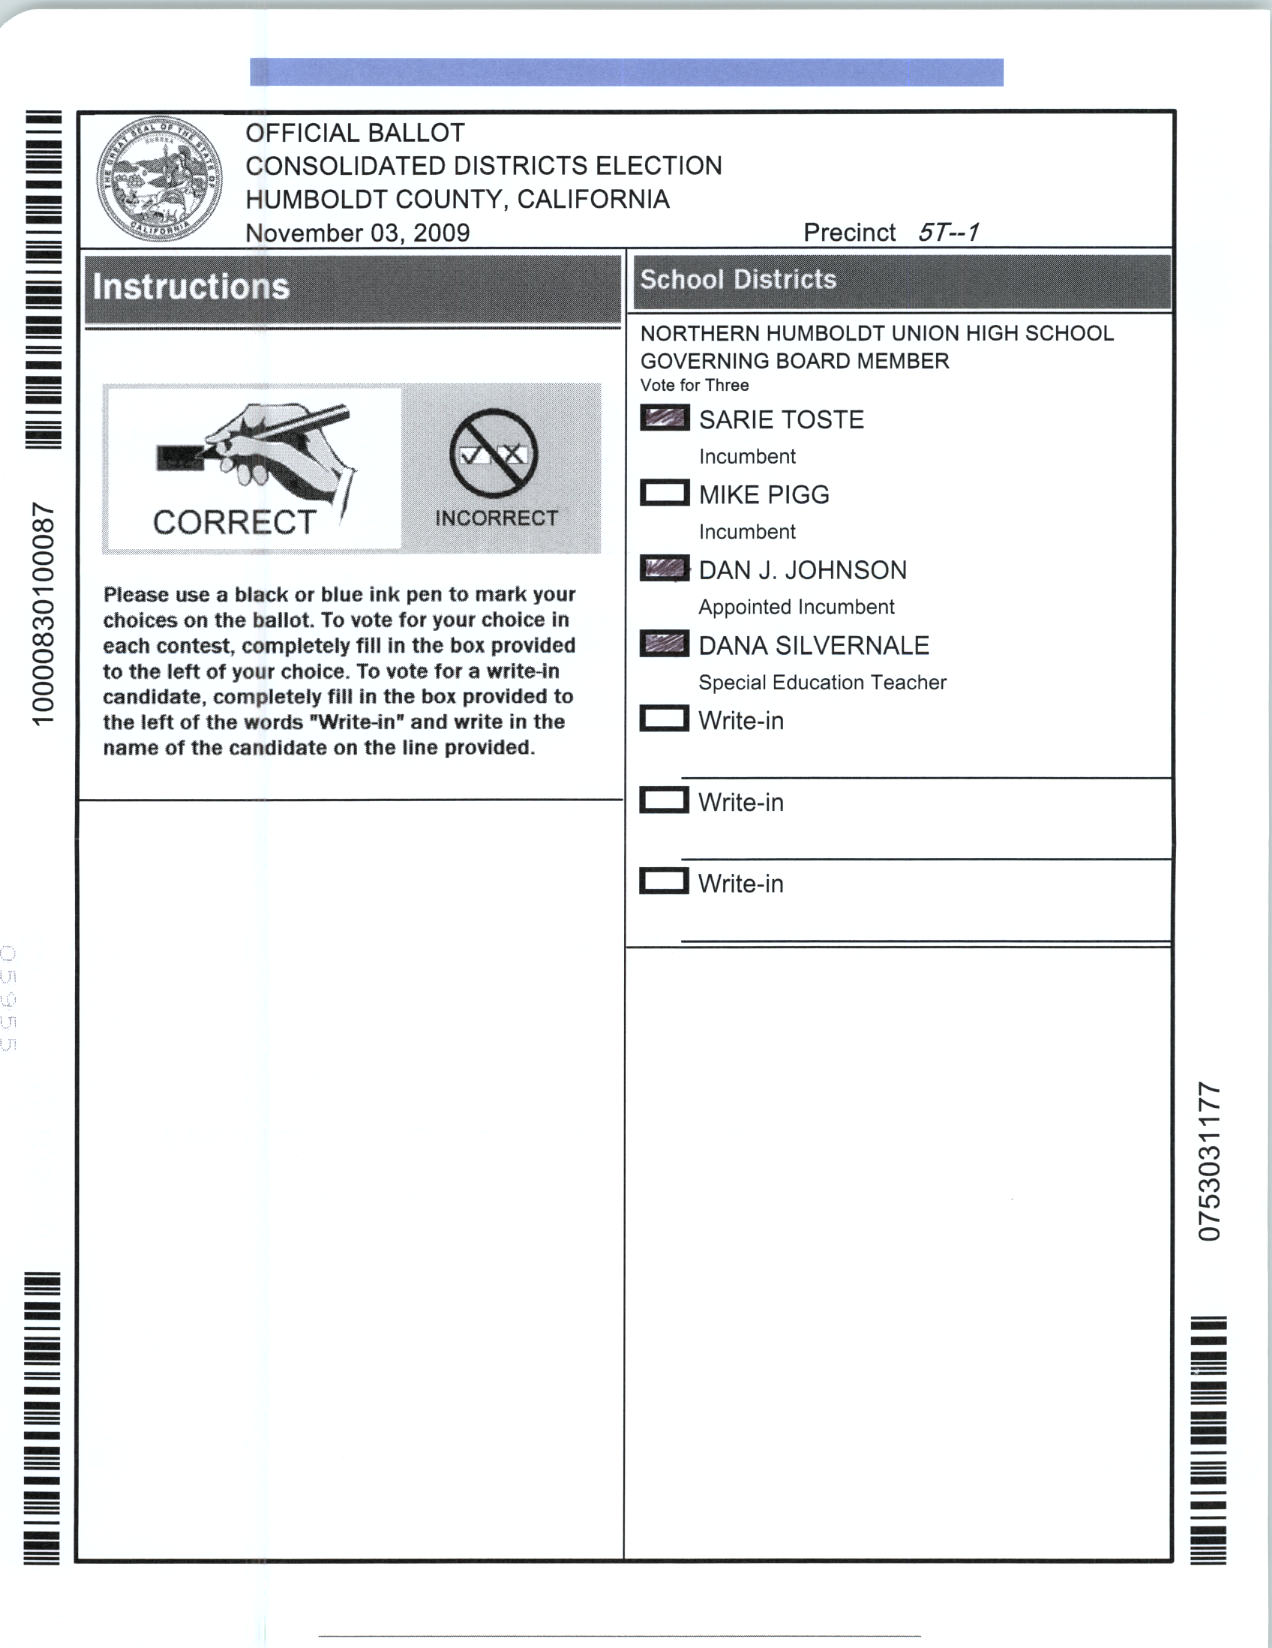 OFFICIAL BALLOT
CONSOLIDATED DISTRICTS ELECTION
HUMBOLDT COUNTY, CALIFORNIA
November 03, 2009
Precinct 5T--1
THE GREAT SEAL OF THE STATE OF CALIFORNIA
EUREKA
Instructions
CORRECT
INCORRECT
Please use a black or blue ink pen to mark your
choices on the ballot. To vote for your choice in
each contest, completely fill in the box provided
to the left of your choice. To vote for a write-in
candidate, completely fill in the box provided to
the left of the words "Write-in" and write in the
name of the candidate on the line provided.
School Districts
NORTHERN HUMBOLDT UNION HIGH SCHOOL
GOVERNING BOARD MEMBER
Vote for Three
SARIE TOSTE
Incumbent
MIKE PIGG
Incumbent
DAN J. JOHNSON
Appointed Incumbent
DANA SILVERNALE
Special Education Teacher
Write-in
Write-in
Write-in
10000830100087
0753031177
05955